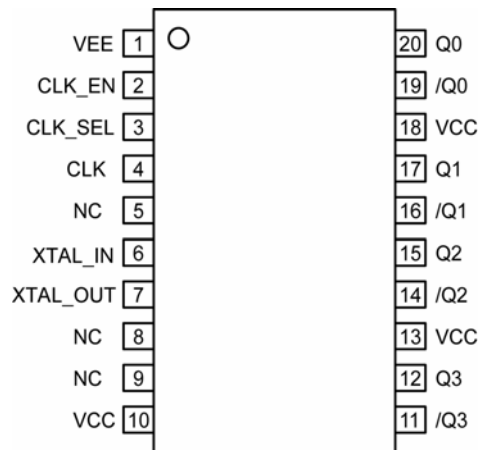 VEE 1 20 Q0
CLK_EN 2 19 /Q0
CLK_SEL 3 18 VCC
CLK 4 17 Q1
NC 5 16 /Q1
XTAL_IN 6 15 Q2
XTAL_OUT 7 14 /Q2
NC 8 13 VCC
NC 9 12 Q3
VCC 10 11 /Q3